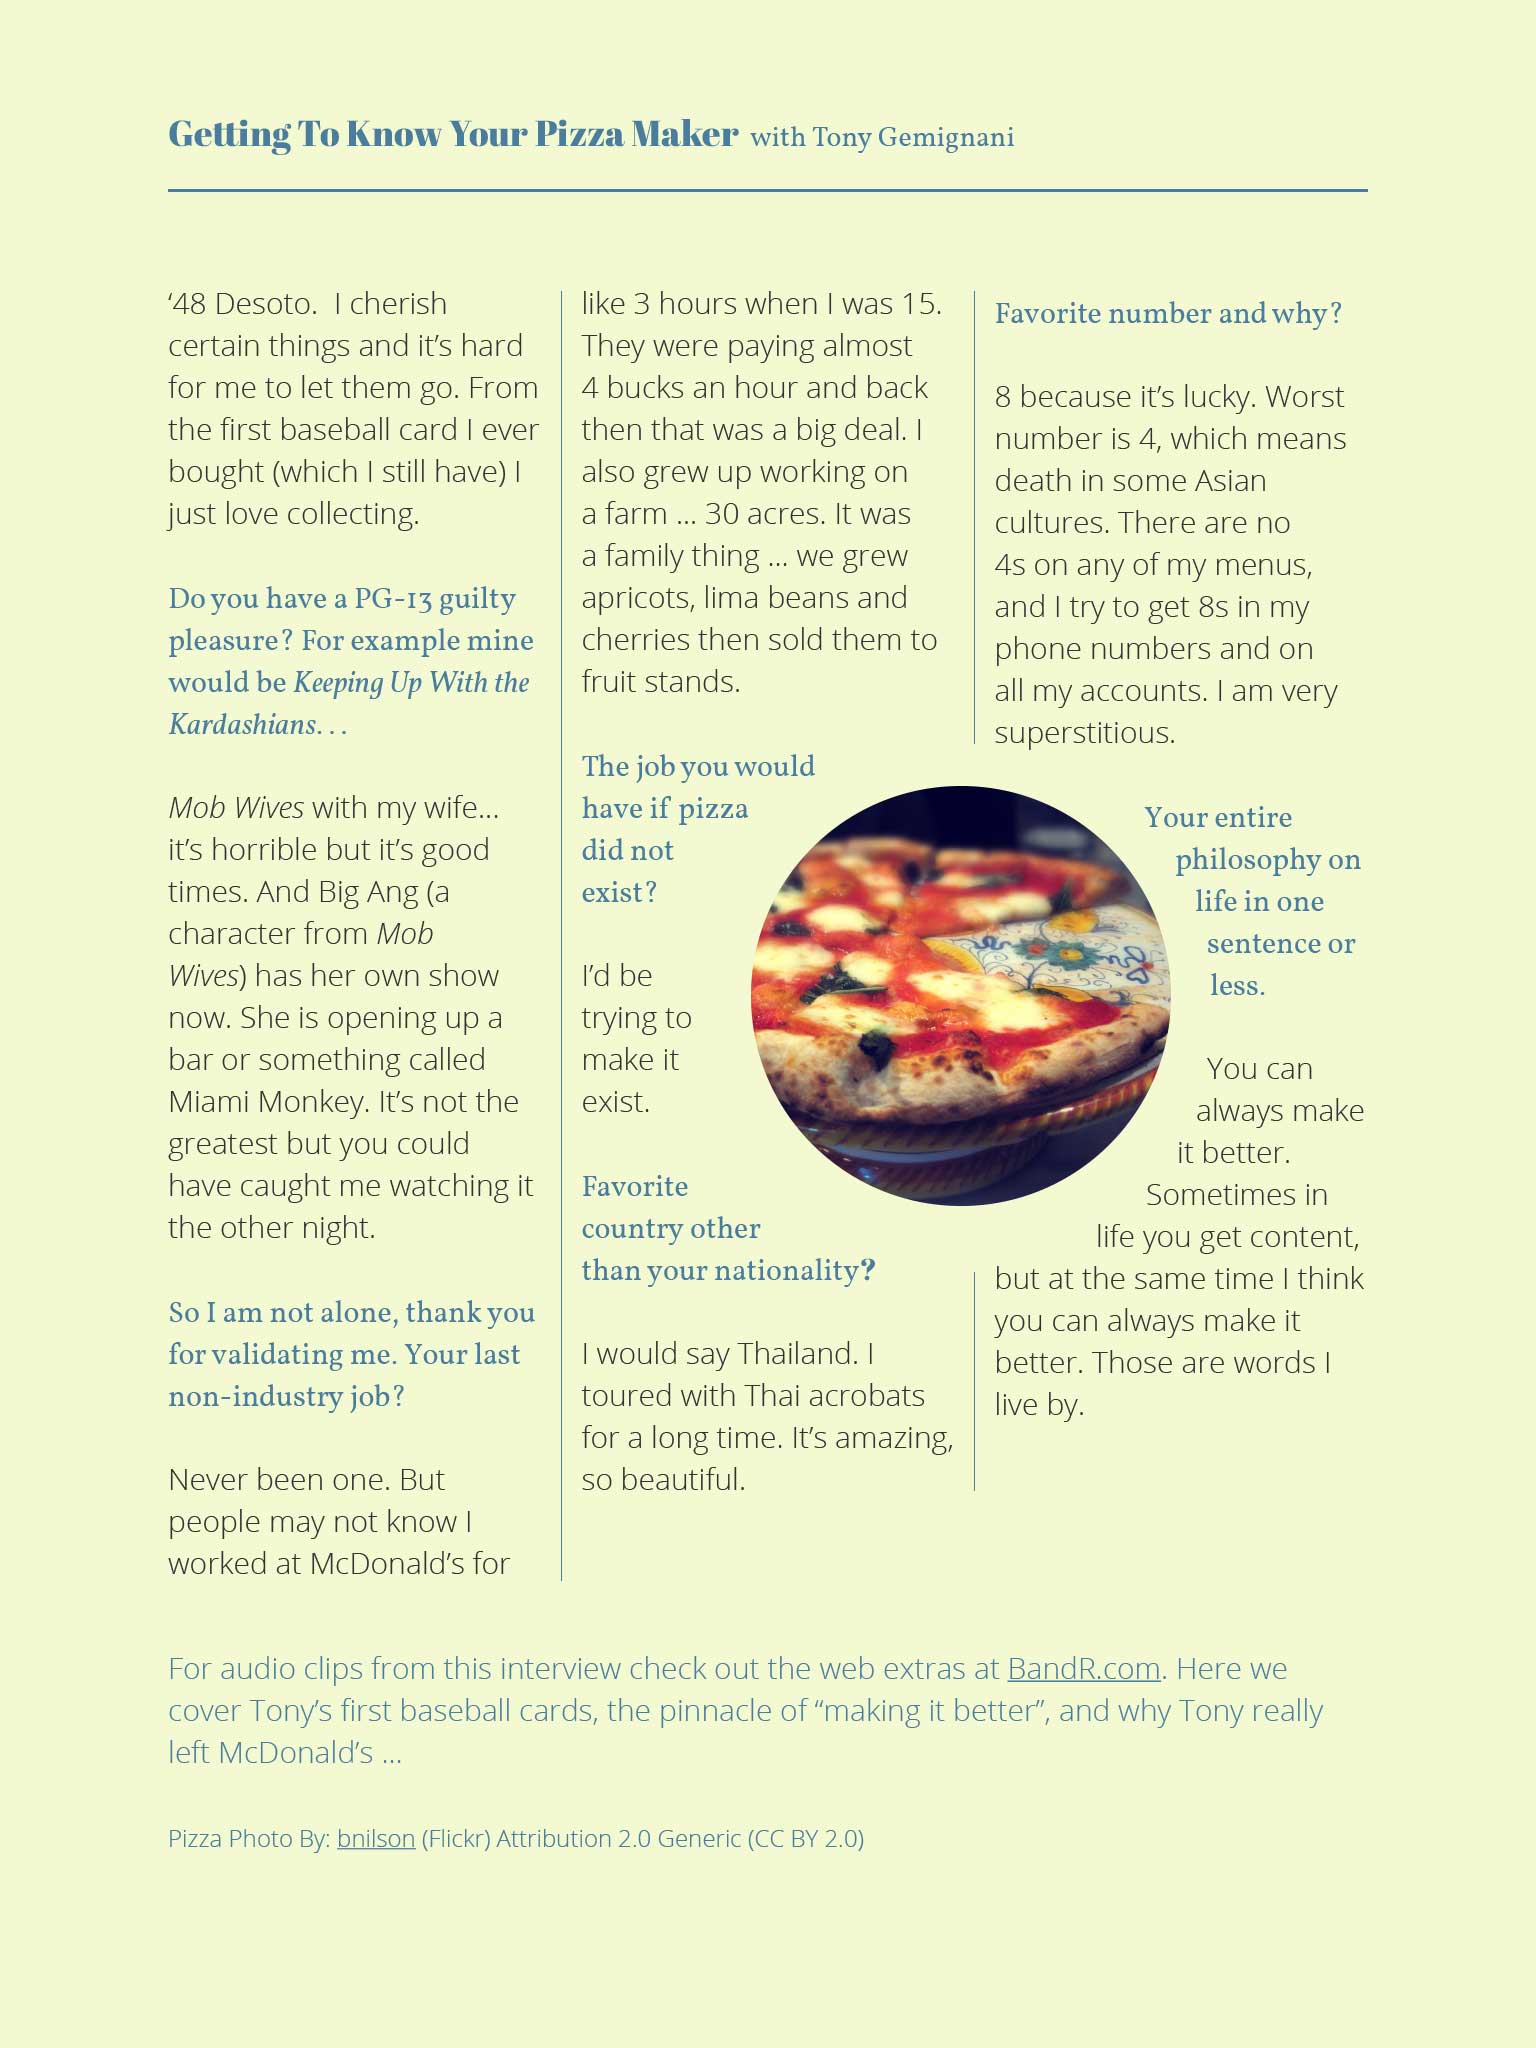 Getting To Know Your Pizza Maker with Tony Gemignani
‘48 Desoto.  I cherish
certain things and it’s hard
for me to let them go. From
the first baseball card I ever
bought (which I still have) I
just love collecting.
Do you have a PG-13 guilty
pleasure? For example mine
would be Keeping Up With the
Kardashians. . .
Mob Wives with my wife...
it’s horrible but it’s good
times. And Big Ang (a
character from Mob
Wives) has her own show
now. She is opening up a
bar or something called
Miami Monkey. It’s not the
greatest but you could
have caught me watching it
the other night.
So I am not alone, thank you
for validating me. Your last
non-industry job?
Never been one. But
people may not know I
worked at McDonald’s for
like 3 hours when I was 15.
They were paying almost
4 bucks an hour and back
then that was a big deal. I
also grew up working on
a farm ... 30 acres. It was
a family thing ... we grew
apricots, lima beans and
cherries then sold them to
fruit stands.
The job you would
have if pizza
did not
exist?
I’d be
trying to
make it
exist.
Favorite
country other
than your nationality?
I would say Thailand. I
toured with Thai acrobats
for a long time. It’s amazing,
so beautiful.
Favorite number and why?
8 because it’s lucky. Worst
number is 4, which means
death in some Asian
cultures. There are no
4s on any of my menus,
and I try to get 8s in my
phone numbers and on
all my accounts. I am very
superstitious.
Your entire
philosophy on
life in one
sentence or
less.
You can
always make
it better.
Sometimes in
life you get content,
but at the same time I think
you can always make it
better. Those are words I
live by.
For audio clips from this interview check out the web extras at BandR.com. Here we
cover Tony’s first baseball cards, the pinnacle of “making it better”, and why Tony really
left McDonald’s ...
Pizza Photo By: bnilson (Flickr) Attribution 2.0 Generic (CC BY 2.0)